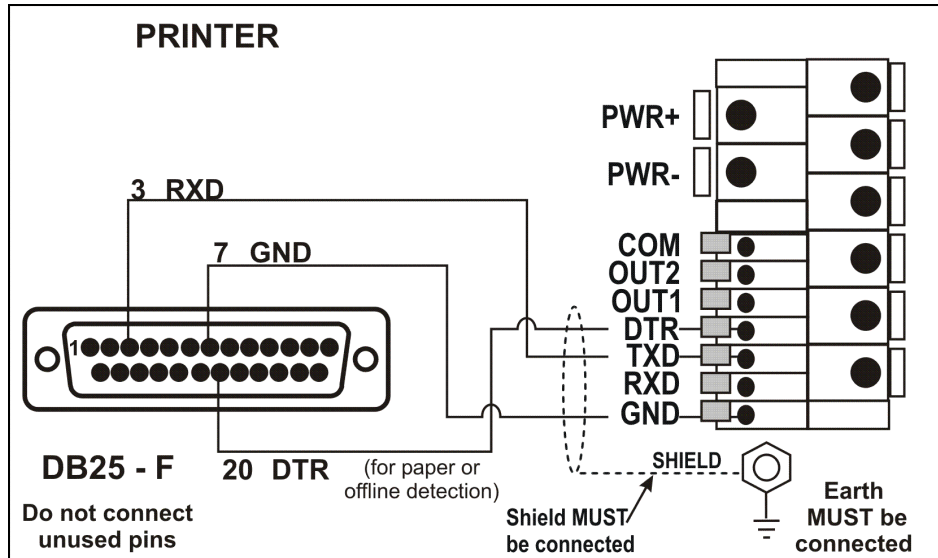 PRINTER
PWR+
PWR-
3 RXD
7 GND
COM
OUT2
OUT1
DTR
TXD
RXD
GND
1
DB25 - F
20 DTR
(for paper or
offline detection)
SHIELD
Do not connect
unused pins
Shield MUST
be connected
Earth
MUST be
connected